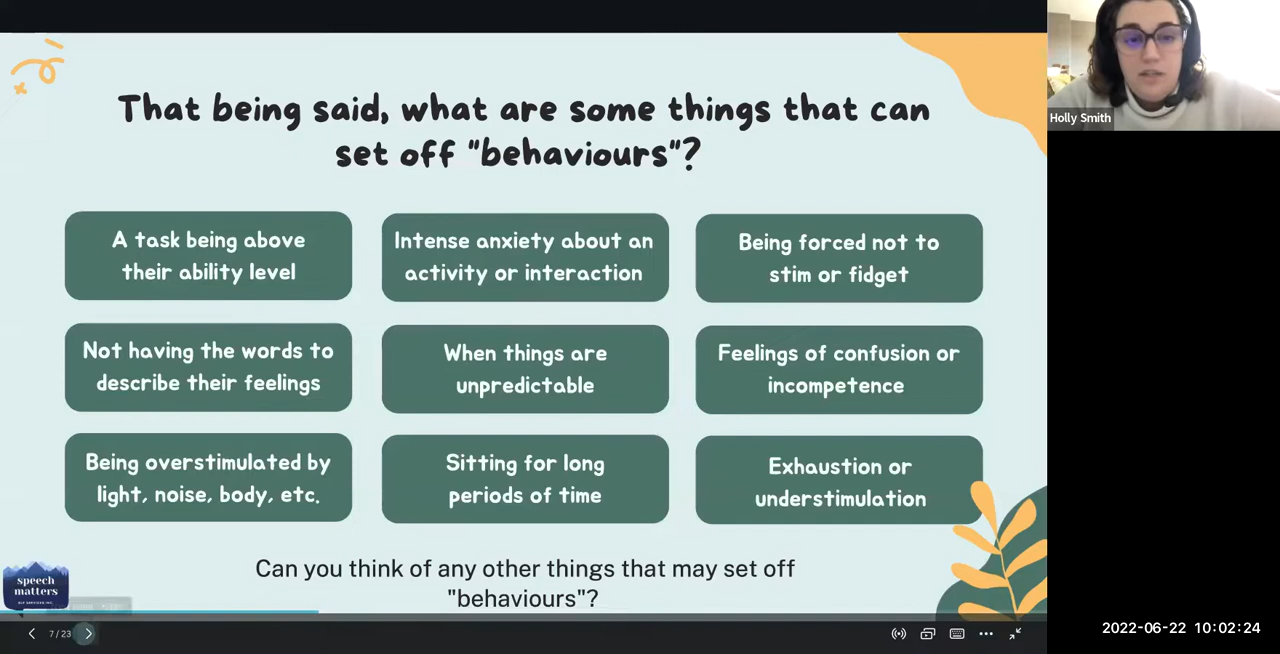 That being said, what are some things that can
set off "behaviours"?
A task being above
their ability level
Intense anxiety about an
activity or interaction
Being forced not to
stim or fidget
Not having the words to
describe their feelings
When things are
unpredictable
Feelings of confusion or
incompetence
Being overstimulated by
light, noise, body, etc.
Sitting for long
periods of time
Exhaustion or
understimulation
Can you think of any other things that may set off
"behaviours"?
speech
matters
SLP SERVICES INC.
7 / 23
Holly Smith
2022-06-22 10:02:24